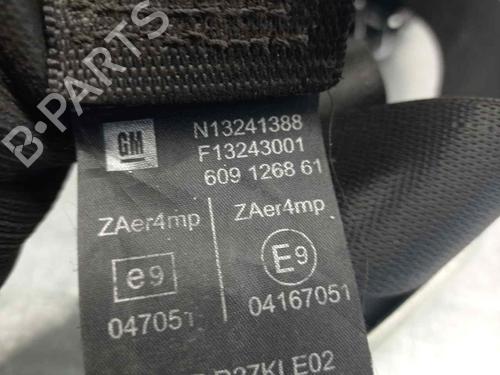 GM
N13241388
F13243001
609 1268 61
ZAer4mp
ZAer4mp
e9
E9
047051
04167051
B-PARTS